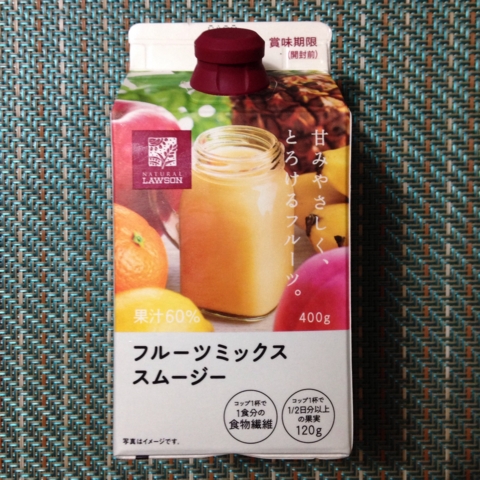 賞味期限
(開封前)
NATURAL
LAWSON
甘みやさしく、
とろけるフルーツ。
果汁60%
400g
フルーツミックス
スムージー
コップ1杯で
1食分の
食物繊維
コップ1杯で
1/2日分以上
の果実
120g
写真はイメージです。